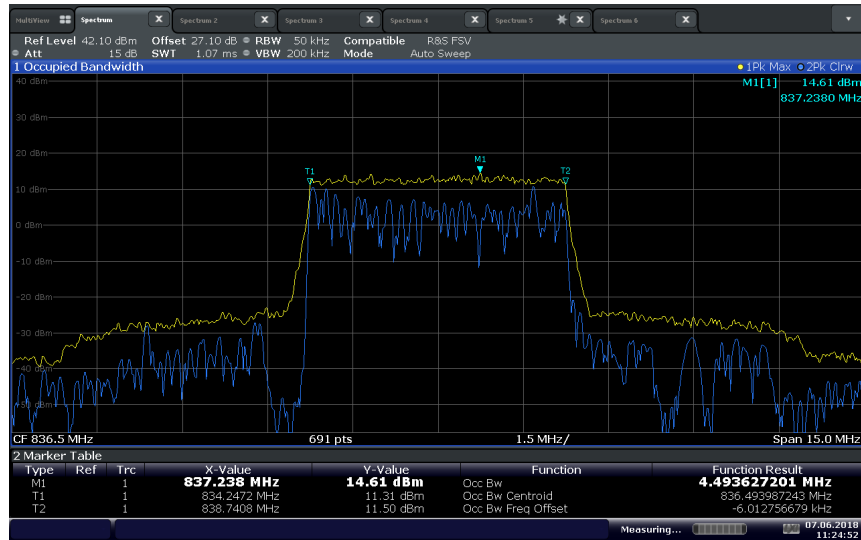 MultiView Spectrum X Spectrum 2 X Spectrum 3 X Spectrum 4 X Spectrum 5 X Spectrum 6 X
Ref Level 42.10 dBm Offset 27.10 dB RBW 50 kHz Compatible R&S FSV
Att 15 dB SWT 1.07 ms VBW 200 kHz Mode Auto Sweep
1 Occupied Bandwidth 1Pk Max 2Pk Clrw
M1[1] 14.61 dBm
837.2380 MHz
40 dBm
30 dBm
20 dBm
M1
T1 T2
10 dBm
0 dBm
-10 dBm
-20 dBm
-30 dBm
-40 dBm
-50 dBm
CF 836.5 MHz 691 pts 1.5 MHz/ Span 15.0 MHz
2 Marker Table
Type Ref Trc X-Value Y-Value Function Function Result
M1 1 837.238 MHz 14.61 dBm Occ Bw 4.493627201 MHz
T1 1 834.2472 MHz 11.31 dBm Occ Bw Centroid 836.493987243 MHz
T2 1 838.7408 MHz 11.50 dBm Occ Bw Freq Offset -6.012756679 kHz
Measuring... 07.06.2018
11:24:52